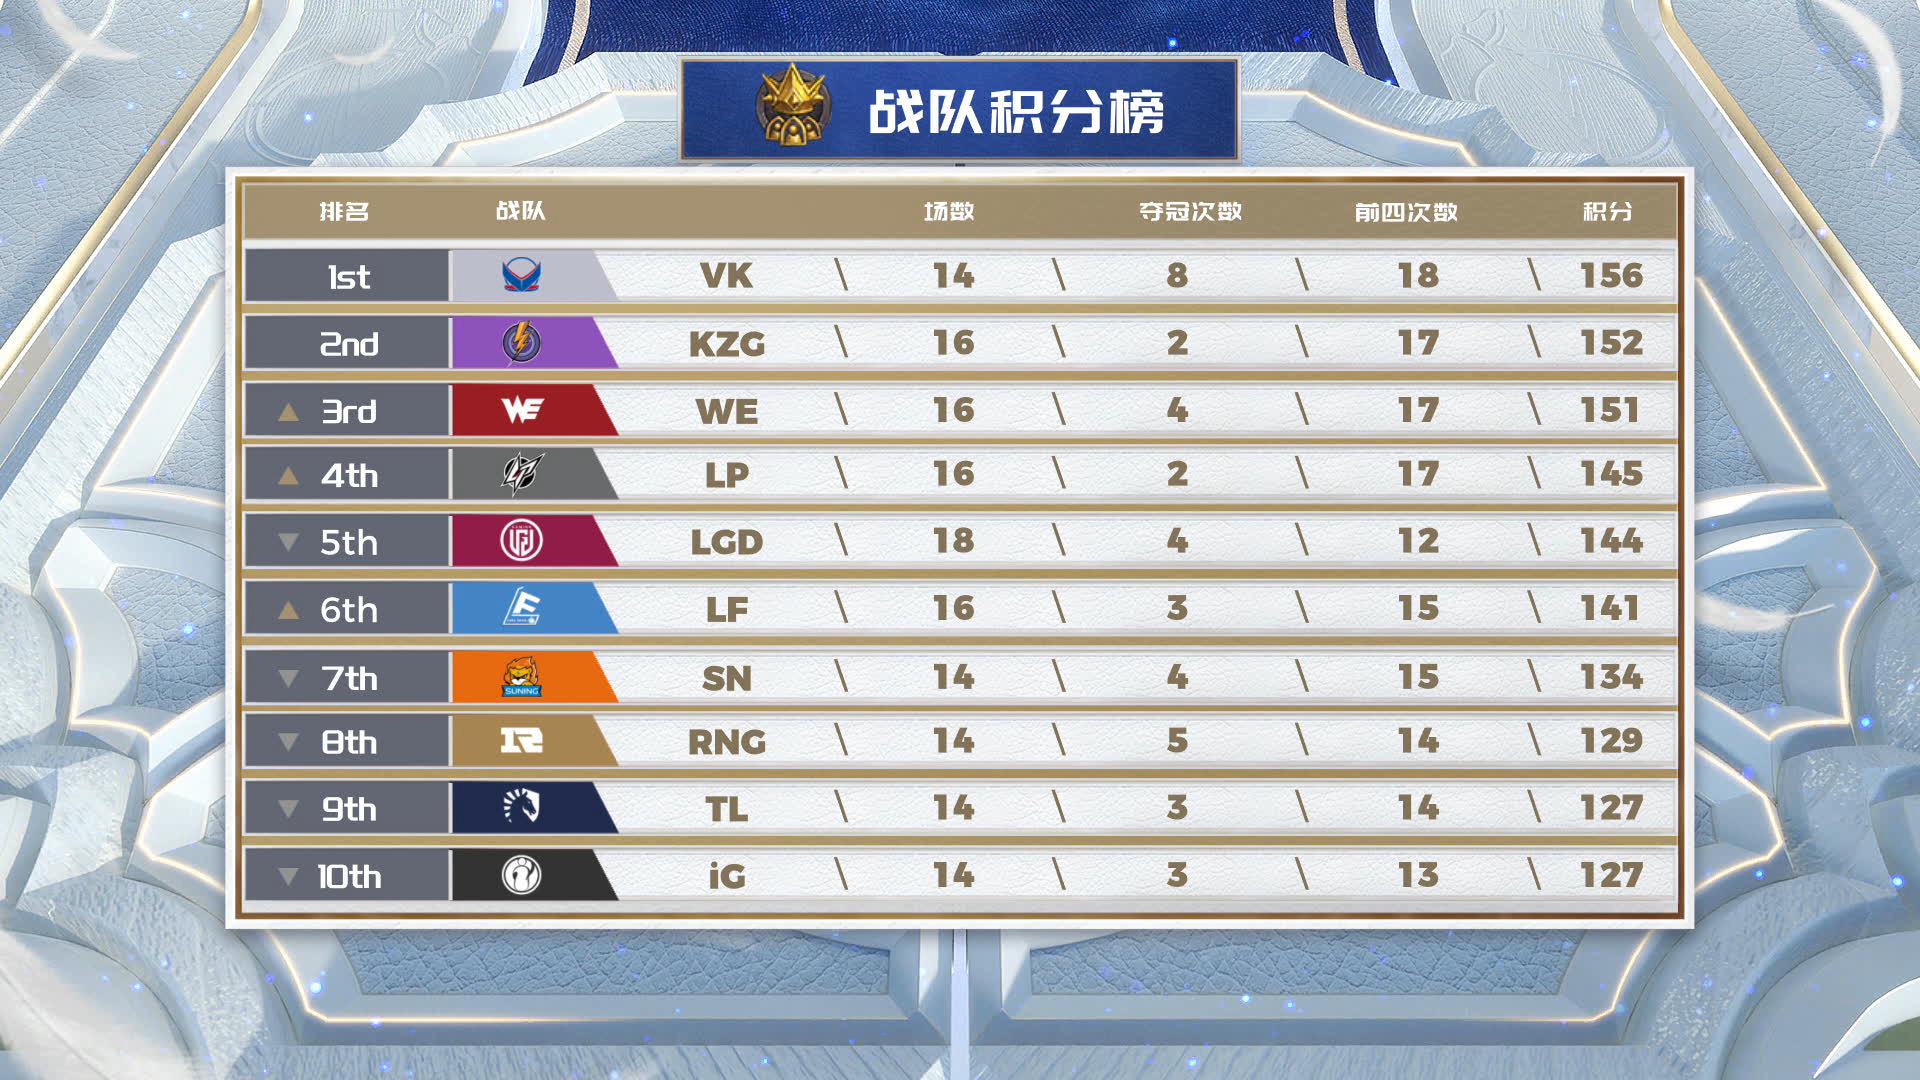 战队积分榜
排名 战队 场数 夺冠次数 前四次数 积分
1st VK \ 14 \ 8 \ 18 \ 156
2nd KZG \ 16 \ 2 \ 17 \ 152
3rd WE WE \ 16 \ 4 \ 17 \ 151
4th LP \ 16 \ 2 \ 17 \ 145
5th LGD \ 18 \ 4 \ 12 \ 144
6th LF \ 16 \ 3 \ 15 \ 141
7th SUNING SN \ 14 \ 4 \ 15 \ 134
8th RNG \ 14 \ 5 \ 14 \ 129
9th TL \ 14 \ 3 \ 14 \ 127
10th iG \ 14 \ 3 \ 13 \ 127